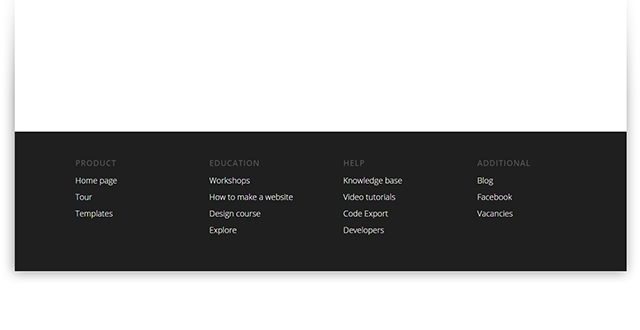 PRODUCT
Home page
Tour
Templates
EDUCATION
Workshops
How to make a website
Design course
Explore
HELP
Knowledge base
Video tutorials
Code Export
Developers
ADDITIONAL
Blog
Facebook
Vacancies